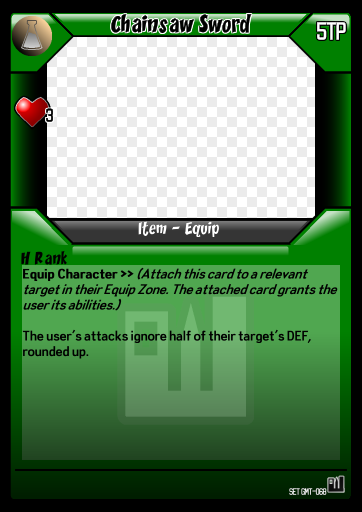 Chainsaw Sword
5TP
3
Item - Equip
H Rank
Equip Character >> (Attach this card to a relevant
target in their Equip Zone. The attached card grants the
user its abilities.)
The user's attacks ignore half of their target's DEF,
rounded up.
SET GMT-068